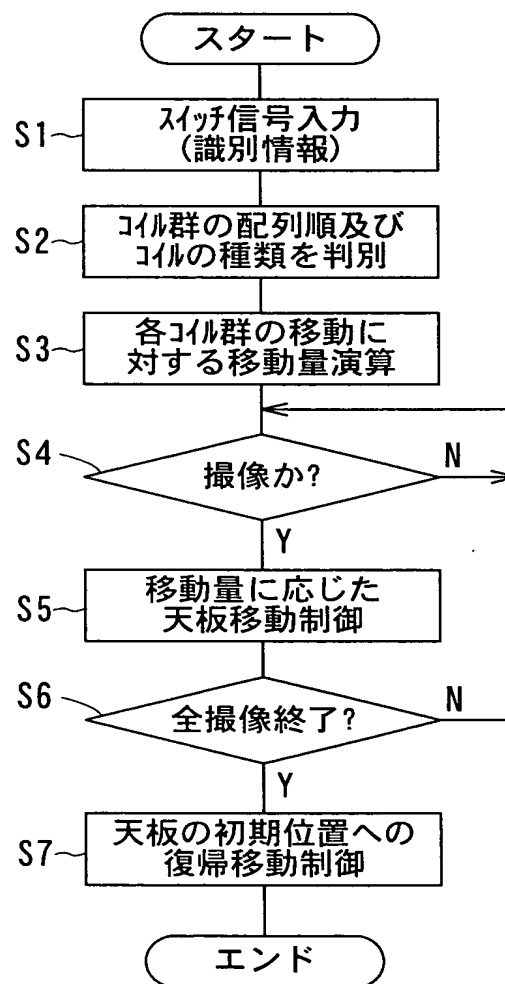 スタート
S1
ｽｲｯﾁ信号入力
(識別情報)
S2
ｺｲﾙ群の配列順及び
ｺｲﾙの種類を判別
S3
各ｺｲﾙ群の移動に
対する移動量演算
S4
撮像か?
N
Y
S5
移動量に応じた
天板移動制御
S6
全撮像終了?
N
Y
S7
天板の初期位置への
復帰移動制御
エンド